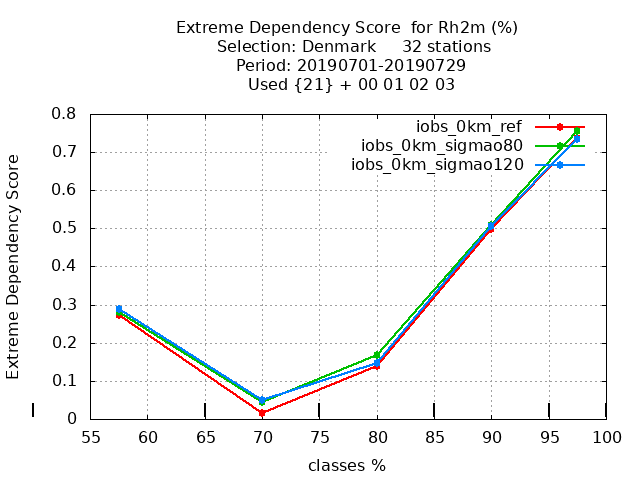 Extreme Dependency Score  for Rh2m (%)
Selection: Denmark     32 stations
Period: 20190701-20190729
Used {21} + 00 01 02 03
iobs_0km_ref
iobs_0km_sigmao80
iobs_0km_sigmao120
Extreme Dependency Score
0.8
0.7
0.6
0.5
0.4
0.3
0.2
0.1
0
55 60 65 70 75 80 85 90 95 100
classes %